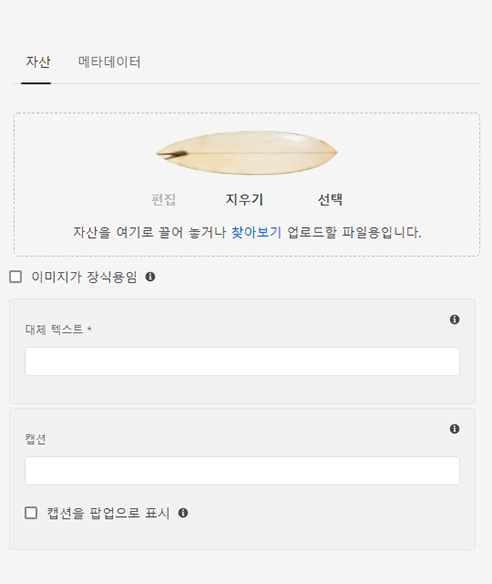 자산 메타데이터
편집 지우기 선택
자산을 여기로 끌어 놓거나 찾아보기 업로드할 파일용입니다.
이미지가 장식용임
대체 텍스트 *
캡션
캡션을 팝업으로 표시